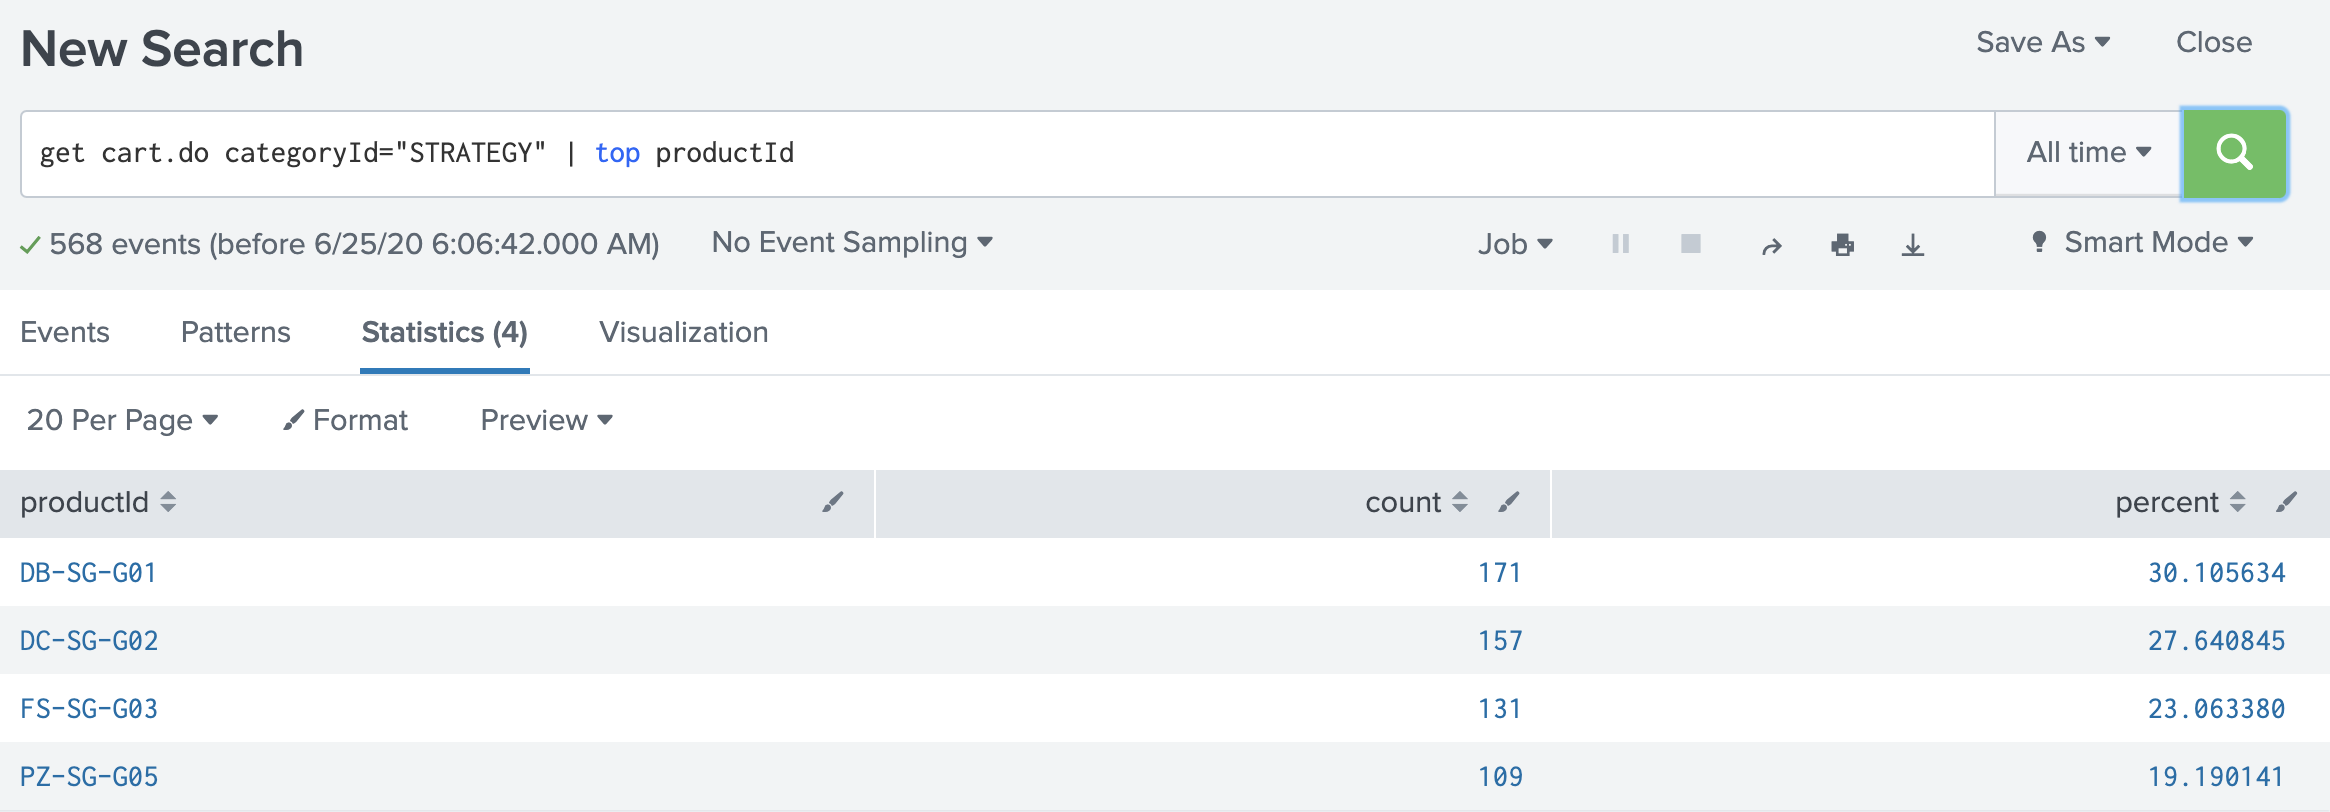 New Search
Save As
Close
get cart.do categoryId="STRATEGY" | top productId
All time
568 events (before 6/25/20 6:06:42.000 AM)
No Event Sampling
Job
Smart Mode
Events
Patterns
Statistics (4)
Visualization
20 Per Page
Format
Preview
productId count percent
DB-SG-G01 171 30.105634
DC-SG-G02 157 27.640845
FS-SG-G03 131 23.063380
PZ-SG-G05 109 19.190141